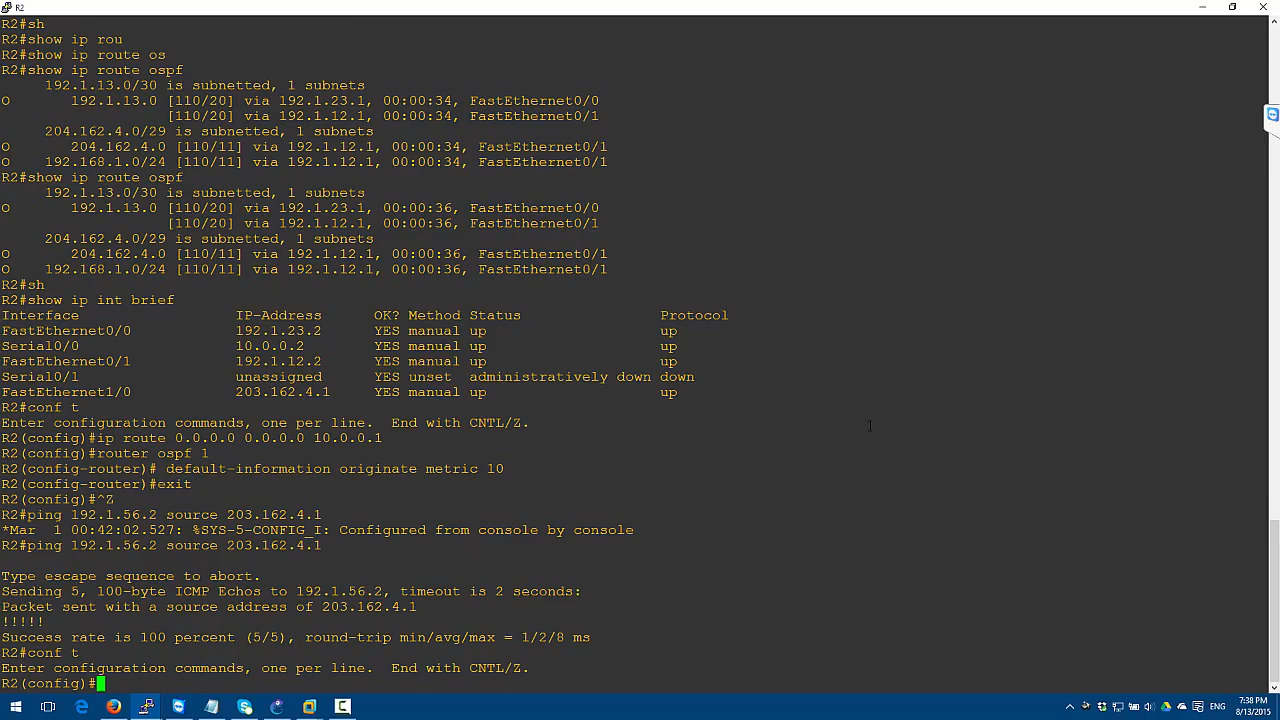 R2
R2#sh
R2#show ip rou
R2#show ip route os
R2#show ip route ospf
     192.1.13.0/30 is subnetted, 1 subnets
O       192.1.13.0 [110/20] via 192.1.23.1, 00:00:34, FastEthernet0/0
                   [110/20] via 192.1.12.1, 00:00:34, FastEthernet0/1
     204.162.4.0/29 is subnetted, 1 subnets
O       204.162.4.0 [110/11] via 192.1.12.1, 00:00:34, FastEthernet0/1
O    192.168.1.0/24 [110/11] via 192.1.12.1, 00:00:34, FastEthernet0/1
R2#show ip route ospf
     192.1.13.0/30 is subnetted, 1 subnets
O       192.1.13.0 [110/20] via 192.1.23.1, 00:00:36, FastEthernet0/0
                   [110/20] via 192.1.12.1, 00:00:36, FastEthernet0/1
     204.162.4.0/29 is subnetted, 1 subnets
O       204.162.4.0 [110/11] via 192.1.12.1, 00:00:36, FastEthernet0/1
O    192.168.1.0/24 [110/11] via 192.1.12.1, 00:00:36, FastEthernet0/1
R2#sh
R2#show ip int brief
Interface                  IP-Address      OK? Method Status                Protocol
FastEthernet0/0            192.1.23.2      YES manual up                    up
Serial0/0                  10.0.0.2        YES manual up                    up
FastEthernet0/1            192.1.12.2      YES manual up                    up
Serial0/1                  unassigned      YES unset  administratively down down
FastEthernet1/0            203.162.4.1     YES manual up                    up
R2#conf t
Enter configuration commands, one per line.  End with CNTL/Z.
R2(config)#ip route 0.0.0.0 0.0.0.0 10.0.0.1
R2(config)#router ospf 1
R2(config-router)# default-information originate metric 10
R2(config-router)#exit
R2(config)#^Z
R2#ping 192.1.56.2 source 203.162.4.1
*Mar  1 00:42:02.527: %SYS-5-CONFIG_I: Configured from console by console
R2#ping 192.1.56.2 source 203.162.4.1
Type escape sequence to abort.
Sending 5, 100-byte ICMP Echos to 192.1.56.2, timeout is 2 seconds:
Packet sent with a source address of 203.162.4.1
!!!!!
Success rate is 100 percent (5/5), round-trip min/avg/max = 1/2/8 ms
R2#conf t
Enter configuration commands, one per line.  End with CNTL/Z.
R2(config)#
ENG
7:38 PM
8/13/2015